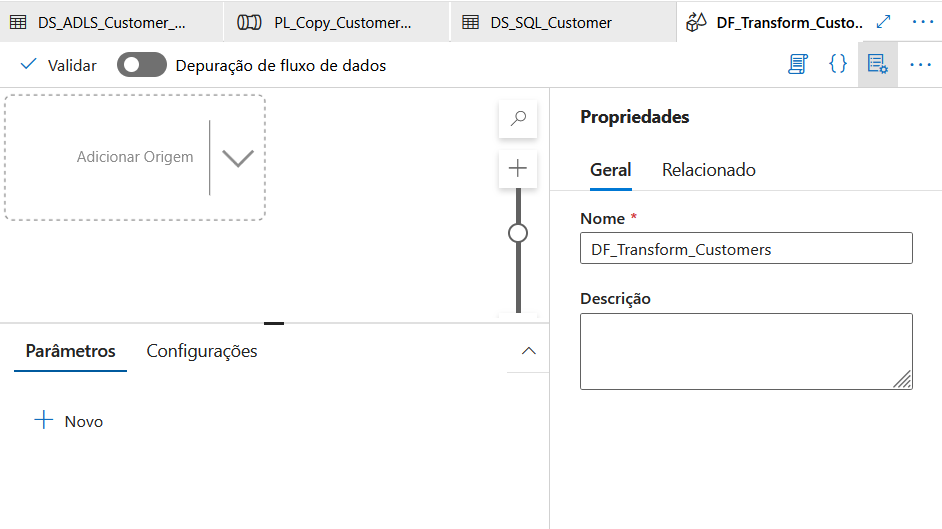 DS_ADLS_Customer_...
PL_Copy_Customer...
DS_SQL_Customer
DF_Transform_Custo..
Validar
Depuração de fluxo de dados
{}
Adicionar Origem
Propriedades
Geral
Relacionado
Nome *
DF_Transform_Customers
Descrição
Parâmetros
Configurações
Novo